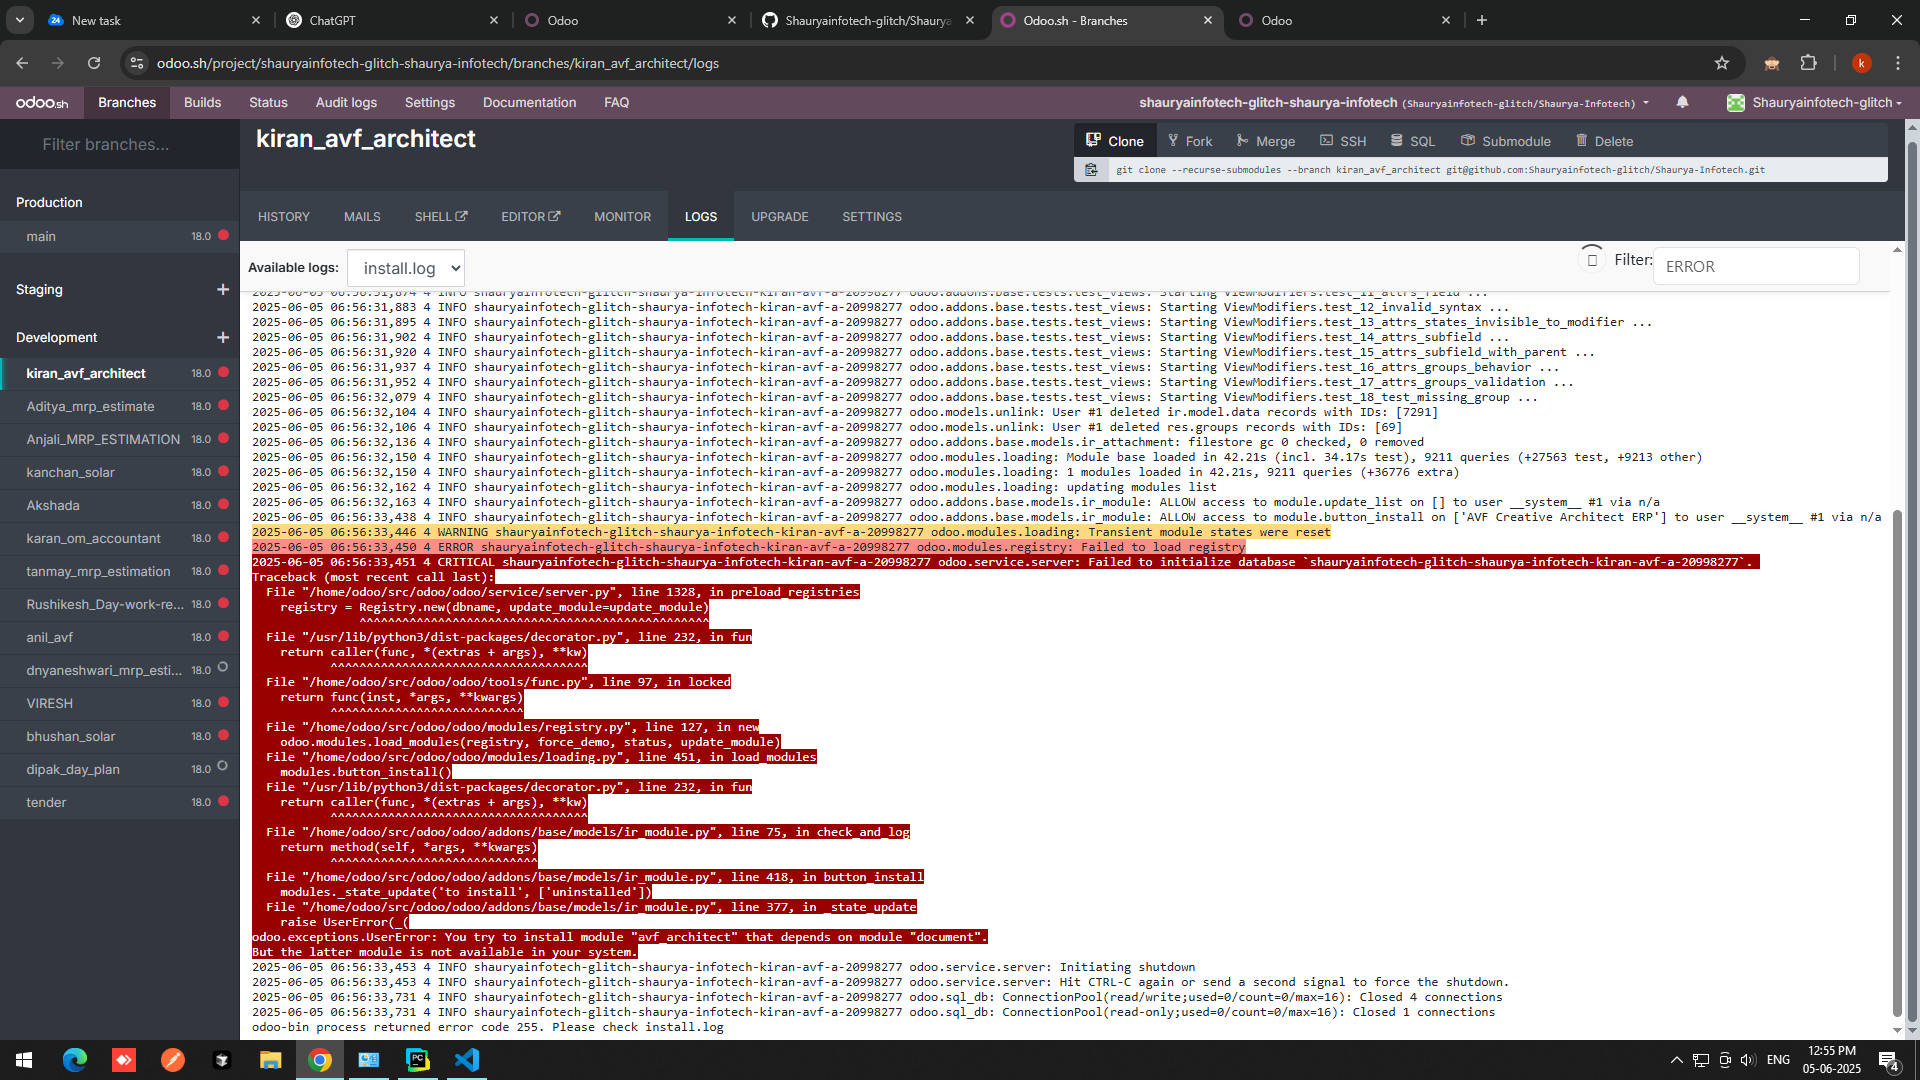 New task
ChatGPT
Odoo
Shauryainfotech-glitch/Shaurya
Odoo.sh - Branches
Odoo
odoo.sh/project/shauryainfotech-glitch-shaurya-infotech/branches/kiran_avf_architect/logs
k
odoo.sh
Branches
Builds
Status
Audit logs
Settings
Documentation
FAQ
shauryainfotech-glitch-shaurya-infotech (Shauryainfotech-glitch/Shaurya-Infotech)
Shauryainfotech-glitch
Filter branches...
Production
main 18.0
Staging
Development
kiran_avf_architect 18.0
Aditya_mrp_estimate 18.0
Anjali_MRP_ESTIMATION 18.0
kanchan_solar 18.0
Akshada 18.0
karan_om_accountant 18.0
tanmay_mrp_estimation 18.0
Rushikesh_Day-work-re... 18.0
anil_avf 18.0
dnyaneshwari_mrp_esti... 18.0
VIRESH 18.0
bhushan_solar 18.0
dipak_day_plan 18.0
tender 18.0
kiran_avf_architect
Clone
Fork
Merge
SSH
SQL
Submodule
Delete
git clone --recurse-submodules --branch kiran_avf_architect git@github.com:Shauryainfotech-glitch/Shaurya-Infotech.git
HISTORY
MAILS
SHELL
EDITOR
MONITOR
LOGS
UPGRADE
SETTINGS
Available logs: install.log
Filter: ERROR
2025-06-05 06:56:31,874 4 INFO shauryainfotech-glitch-shaurya-infotech-kiran-avf-a-20998277 odoo.addons.base.tests.test_views: Starting ViewModifiers.test_11_attrs_field ...
2025-06-05 06:56:31,883 4 INFO shauryainfotech-glitch-shaurya-infotech-kiran-avf-a-20998277 odoo.addons.base.tests.test_views: Starting ViewModifiers.test_12_invalid_syntax ...
2025-06-05 06:56:31,895 4 INFO shauryainfotech-glitch-shaurya-infotech-kiran-avf-a-20998277 odoo.addons.base.tests.test_views: Starting ViewModifiers.test_13_attrs_states_invisible_to_modifier ...
2025-06-05 06:56:31,902 4 INFO shauryainfotech-glitch-shaurya-infotech-kiran-avf-a-20998277 odoo.addons.base.tests.test_views: Starting ViewModifiers.test_14_attrs_subfield ...
2025-06-05 06:56:31,920 4 INFO shauryainfotech-glitch-shaurya-infotech-kiran-avf-a-20998277 odoo.addons.base.tests.test_views: Starting ViewModifiers.test_15_attrs_subfield_with_parent ...
2025-06-05 06:56:31,937 4 INFO shauryainfotech-glitch-shaurya-infotech-kiran-avf-a-20998277 odoo.addons.base.tests.test_views: Starting ViewModifiers.test_16_attrs_groups_behavior ...
2025-06-05 06:56:31,952 4 INFO shauryainfotech-glitch-shaurya-infotech-kiran-avf-a-20998277 odoo.addons.base.tests.test_views: Starting ViewModifiers.test_17_attrs_groups_validation ...
2025-06-05 06:56:32,079 4 INFO shauryainfotech-glitch-shaurya-infotech-kiran-avf-a-20998277 odoo.addons.base.tests.test_views: Starting ViewModifiers.test_18_test_missing_group ...
2025-06-05 06:56:32,104 4 INFO shauryainfotech-glitch-shaurya-infotech-kiran-avf-a-20998277 odoo.models.unlink: User #1 deleted ir.model.data records with IDs: [7291]
2025-06-05 06:56:32,106 4 INFO shauryainfotech-glitch-shaurya-infotech-kiran-avf-a-20998277 odoo.models.unlink: User #1 deleted res.groups records with IDs: [69]
2025-06-05 06:56:32,136 4 INFO shauryainfotech-glitch-shaurya-infotech-kiran-avf-a-20998277 odoo.addons.base.models.ir_attachment: filestore gc 0 checked, 0 removed
2025-06-05 06:56:32,150 4 INFO shauryainfotech-glitch-shaurya-infotech-kiran-avf-a-20998277 odoo.modules.loading: Module base loaded in 42.21s (incl. 34.17s test), 9211 queries (+27563 test, +9213 other)
2025-06-05 06:56:32,150 4 INFO shauryainfotech-glitch-shaurya-infotech-kiran-avf-a-20998277 odoo.modules.loading: 1 modules loaded in 42.21s, 9211 queries (+36776 extra)
2025-06-05 06:56:32,162 4 INFO shauryainfotech-glitch-shaurya-infotech-kiran-avf-a-20998277 odoo.modules.loading: updating modules list
2025-06-05 06:56:32,163 4 INFO shauryainfotech-glitch-shaurya-infotech-kiran-avf-a-20998277 odoo.addons.base.models.ir_module: ALLOW access to module.update_list on [] to user __system__ #1 via n/a
2025-06-05 06:56:33,438 4 INFO shauryainfotech-glitch-shaurya-infotech-kiran-avf-a-20998277 odoo.addons.base.models.ir_module: ALLOW access to module.button_install on ['AVF Creative Architect ERP'] to user __system__ #1 via n/a
2025-06-05 06:56:33,446 4 WARNING shauryainfotech-glitch-shaurya-infotech-kiran-avf-a-20998277 odoo.modules.loading: Transient module states were reset
2025-06-05 06:56:33,450 4 ERROR shauryainfotech-glitch-shaurya-infotech-kiran-avf-a-20998277 odoo.modules.registry: Failed to load registry
2025-06-05 06:56:33,451 4 CRITICAL shauryainfotech-glitch-shaurya-infotech-kiran-avf-a-20998277 odoo.service.server: Failed to initialize database `shauryainfotech-glitch-shaurya-infotech-kiran-avf-a-20998277`.
Traceback (most recent call last):
File "/home/odoo/src/odoo/odoo/service/server.py", line 1328, in preload_registries
registry = Registry.new(dbname, update_module=update_module)
^^^^^^^^^^^^^^^^^^^^^^^^^^^^^^^^^^^^^^^^^^^^^^^^^
File "/usr/lib/python3/dist-packages/decorator.py", line 232, in fun
return caller(func, *(extras + args), **kw)
^^^^^^^^^^^^^^^^^^^^^^^^^^^^^^^^^^^^
File "/home/odoo/src/odoo/odoo/tools/func.py", line 97, in locked
return func(inst, *args, **kwargs)
^^^^^^^^^^^^^^^^^^^^^^^^^^^
File "/home/odoo/src/odoo/odoo/modules/registry.py", line 127, in new
odoo.modules.load_modules(registry, force_demo, status, update_module)
File "/home/odoo/src/odoo/odoo/modules/loading.py", line 451, in load_modules
modules.button_install()
File "/usr/lib/python3/dist-packages/decorator.py", line 232, in fun
return caller(func, *(extras + args), **kw)
^^^^^^^^^^^^^^^^^^^^^^^^^^^^^^^^^^^^
File "/home/odoo/src/odoo/odoo/addons/base/models/ir_module.py", line 75, in check_and_log
return method(self, *args, **kwargs)
^^^^^^^^^^^^^^^^^^^^^^^^^^^^^
File "/home/odoo/src/odoo/odoo/addons/base/models/ir_module.py", line 418, in button_install
modules._state_update('to install', ['uninstalled'])
File "/home/odoo/src/odoo/odoo/addons/base/models/ir_module.py", line 377, in _state_update
raise UserError(_(
odoo.exceptions.UserError: You try to install module "avf_architect" that depends on module "document".
But the latter module is not available in your system.
2025-06-05 06:56:33,453 4 INFO shauryainfotech-glitch-shaurya-infotech-kiran-avf-a-20998277 odoo.service.server: Initiating shutdown
2025-06-05 06:56:33,453 4 INFO shauryainfotech-glitch-shaurya-infotech-kiran-avf-a-20998277 odoo.service.server: Hit CTRL-C again or send a second signal to force the shutdown.
2025-06-05 06:56:33,731 4 INFO shauryainfotech-glitch-shaurya-infotech-kiran-avf-a-20998277 odoo.sql_db: ConnectionPool(read/write;used=0/count=0/max=16): Closed 4 connections
2025-06-05 06:56:33,731 4 INFO shauryainfotech-glitch-shaurya-infotech-kiran-avf-a-20998277 odoo.sql_db: ConnectionPool(read-only;used=0/count=0/max=16): Closed 1 connections
odoo-bin process returned error code 255. Please check install.log
ENG
12:55 PM
05-06-2025
4